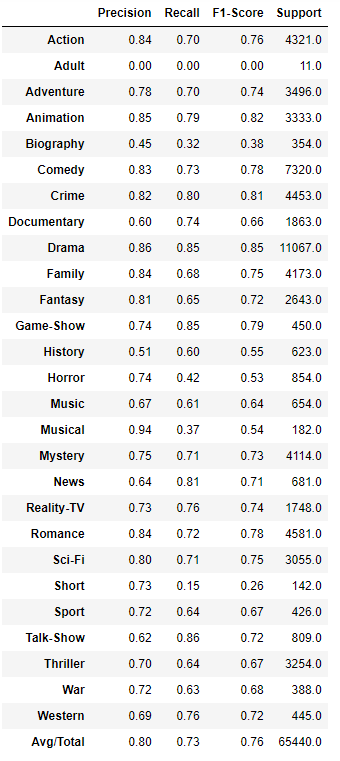 Precision Recall F1-Score Support
Action 0.84 0.70 0.76 4321.0
Adult 0.00 0.00 0.00 11.0
Adventure 0.78 0.70 0.74 3496.0
Animation 0.85 0.79 0.82 3333.0
Biography 0.45 0.32 0.38 354.0
Comedy 0.83 0.73 0.78 7320.0
Crime 0.82 0.80 0.81 4453.0
Documentary 0.60 0.74 0.66 1863.0
Drama 0.86 0.85 0.85 11067.0
Family 0.84 0.68 0.75 4173.0
Fantasy 0.81 0.65 0.72 2643.0
Game-Show 0.74 0.85 0.79 450.0
History 0.51 0.60 0.55 623.0
Horror 0.74 0.42 0.53 854.0
Music 0.67 0.61 0.64 654.0
Musical 0.94 0.37 0.54 182.0
Mystery 0.75 0.71 0.73 4114.0
News 0.64 0.81 0.71 681.0
Reality-TV 0.73 0.76 0.74 1748.0
Romance 0.84 0.72 0.78 4581.0
Sci-Fi 0.80 0.71 0.75 3055.0
Short 0.73 0.15 0.26 142.0
Sport 0.72 0.64 0.67 426.0
Talk-Show 0.62 0.86 0.72 809.0
Thriller 0.70 0.64 0.67 3254.0
War 0.72 0.63 0.68 388.0
Western 0.69 0.76 0.72 445.0
Avg/Total 0.80 0.73 0.76 65440.0